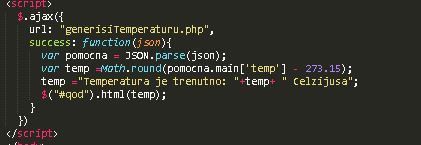 <script>
$.ajax({
url: "generisiTemperaturu.php",
success: function(json){
var pomocna = JSON.parse(json);
var temp =Math.round(pomocna.main['temp'] - 273.15);
temp ="Temperatura je trenutno: "+temp+ " Celzijusa";
$("#qod").html(temp);
}
})
</script>